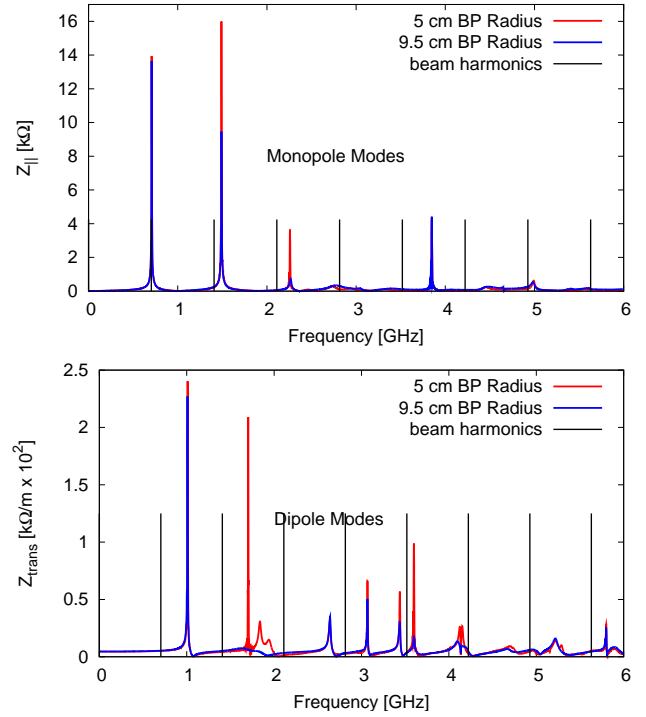 16
14
12
10
8
6
4
2
0
Z|| [kΩ]
5 cm BP Radius
9.5 cm BP Radius
beam harmonics
Monopole Modes
0 1 2 3 4 5 6
Frequency [GHz]
2.5
2
1.5
1
0.5
0
Ztrans [kΩ/m x 10²]
5 cm BP Radius
9.5 cm BP Radius
beam harmonics
Dipole Modes
0 1 2 3 4 5 6
Frequency [GHz]